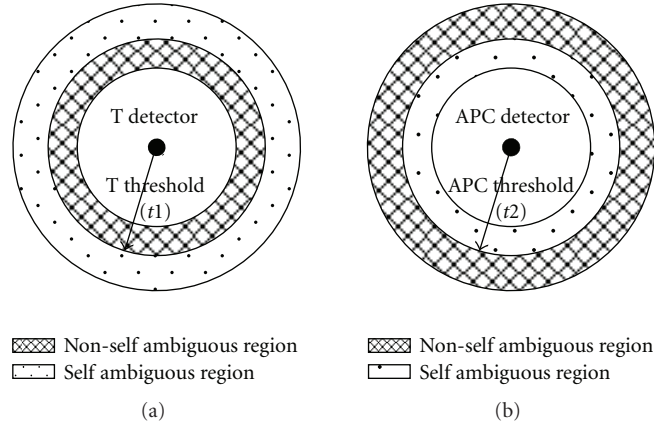 T detector
T threshold
(t1)
Non-self ambiguous region
Self ambiguous region
(a)
APC detector
APC threshold
(t2)
Non-self ambiguous region
Self ambiguous region
(b)